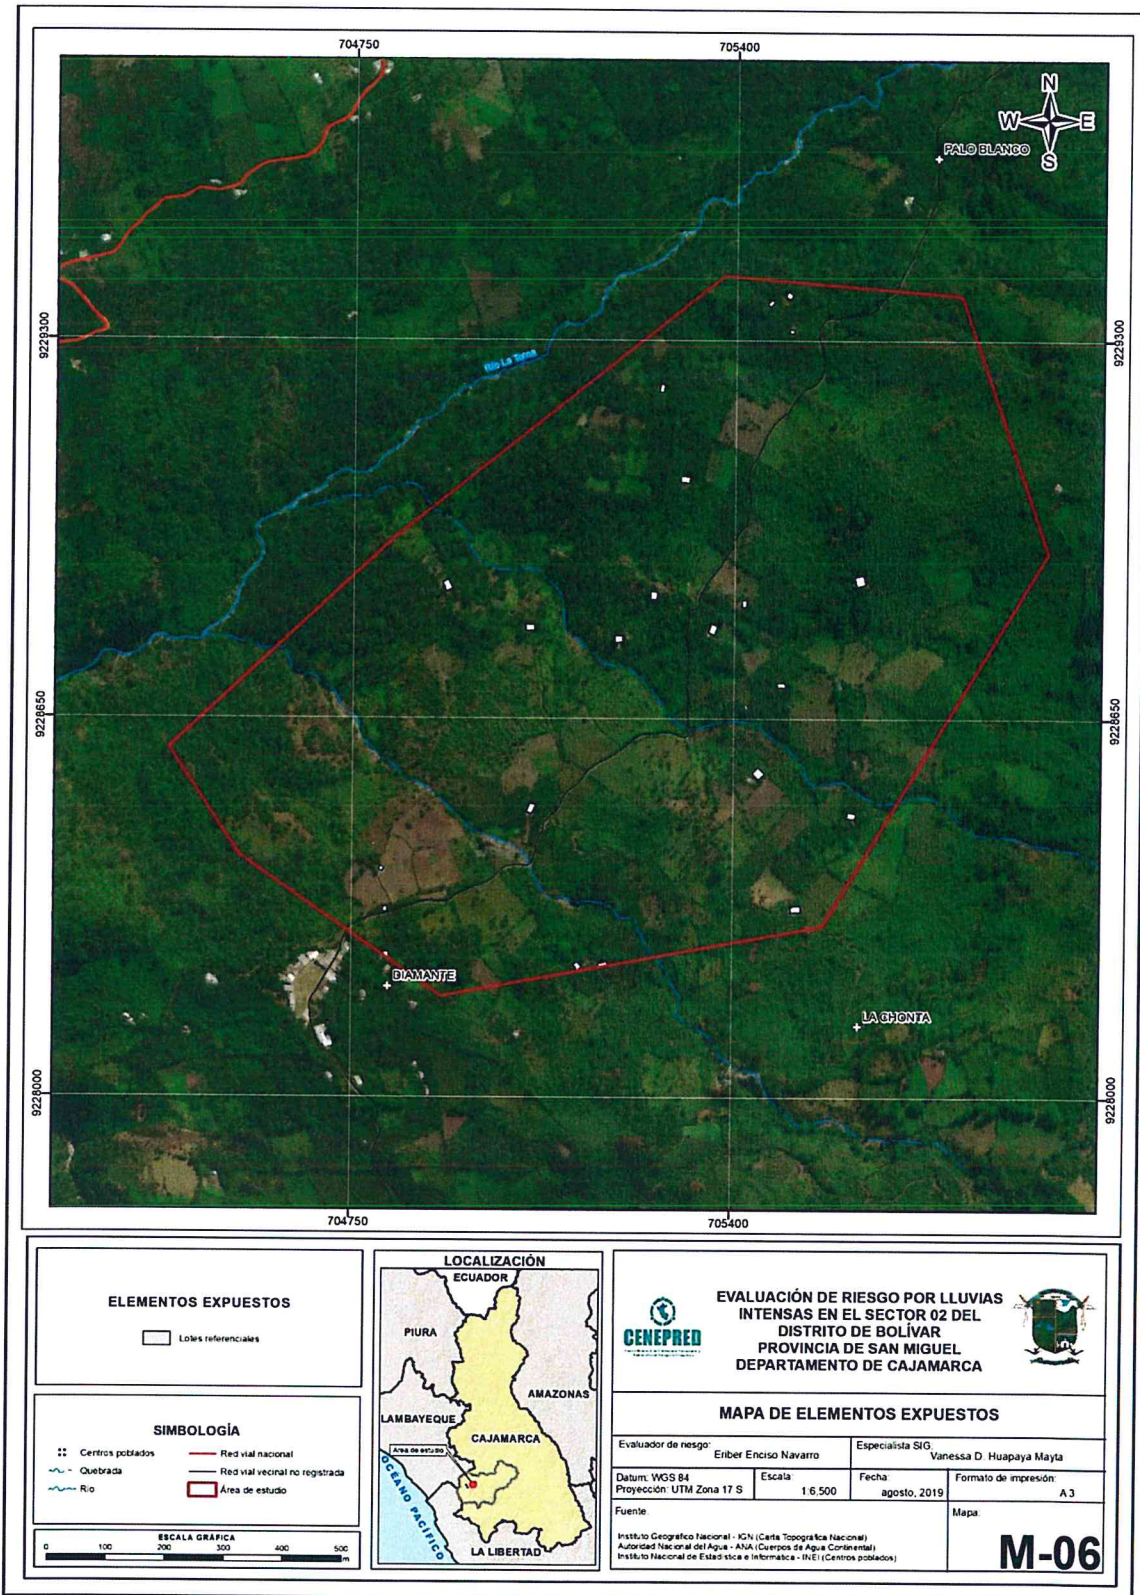 704750
705400
N
W
E
S
PALO BLANCO
9229300
9229300
Río La Toma
9228650
9228650
DIAMANTE
LA CHONTA
9228000
9228000
704750
705400
ELEMENTOS EXPUESTOS
Lotes referenciales
SIMBOLOGÍA
Centros poblados
Red vial nacional
Quebrada
Red vial vecinal no registrada
Río
Área de estudio
ESCALA GRÁFICA
0 100 200 300 400 500
m
LOCALIZACIÓN
ECUADOR
PIURA
AMAZONAS
LAMBAYEQUE
CAJAMARCA
Area de estudio
OCÉANO PACÍFICO
LA LIBERTAD
CENEPRED
EVALUACIÓN DE RIESGO POR LLUVIAS
INTENSAS EN EL SECTOR 02 DEL
DISTRITO DE BOLÍVAR
PROVINCIA DE SAN MIGUEL
DEPARTAMENTO DE CAJAMARCA
MAPA DE ELEMENTOS EXPUESTOS
Evaluador de riesgo:
Eriber Enciso Navarro
Especialista SIG:
Vanessa D. Huapaya Mayta
Datum: WGS 84
Proyección: UTM Zona 17 S
Escala:
1:6,500
Fecha:
agosto, 2019
Formato de impresión:
A 3
Fuente
Instituto Geográfico Nacional - IGN (Carta Topográfica Nacional)
Autoridad Nacional del Agua - ANA (Cuerpos de Agua Continental)
Instituto Nacional de Estadística e Informatica - INEI (Centros poblados)
Mapa:
M-06